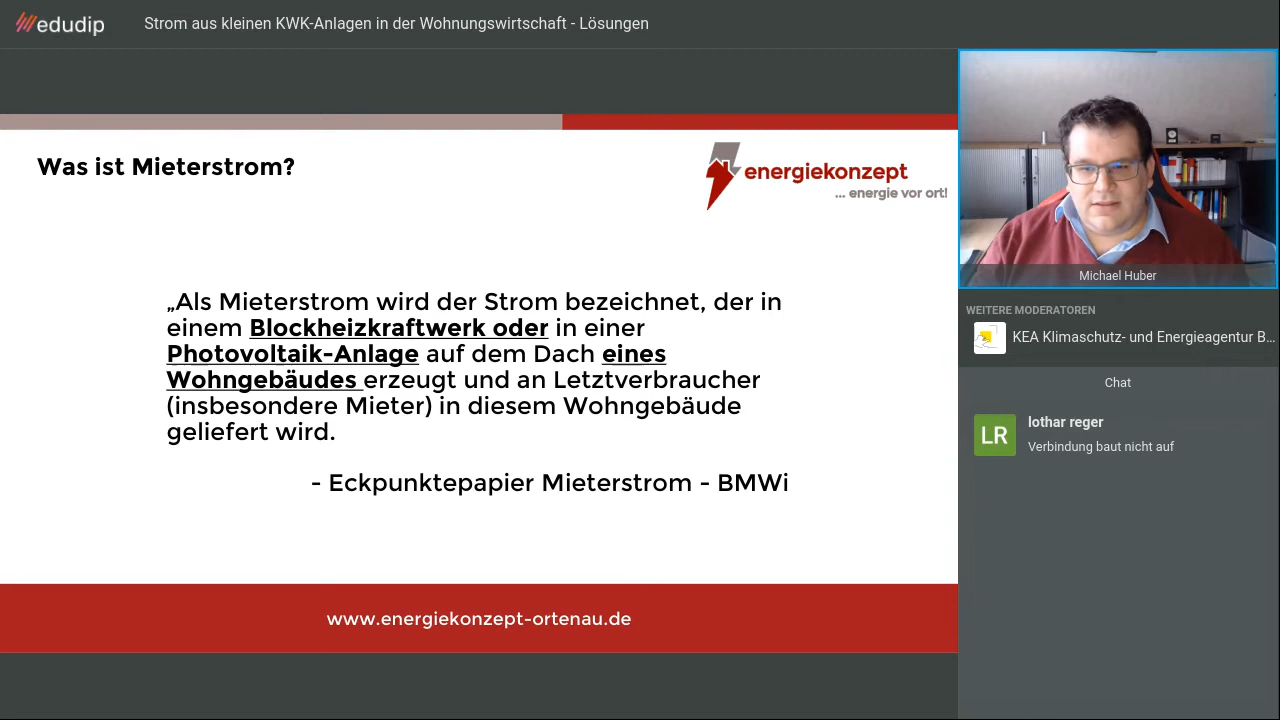 edudip
Strom aus kleinen KWK-Anlagen in der Wohnungswirtschaft - Lösungen
Was ist Mieterstrom?
energiekonzept
... energie vor ort!
„Als Mieterstrom wird der Strom bezeichnet, der in
einem Blockheizkraftwerk oder in einer
Photovoltaik-Anlage auf dem Dach eines
Wohngebäudes erzeugt und an Letztverbraucher
(insbesondere Mieter) in diesem Wohngebäude
geliefert wird.
- Eckpunktepapier Mieterstrom - BMWi
www.energiekonzept-ortenau.de
Michael Huber
WEITERE MODERATOREN
KEA Klimaschutz- und Energieagentur B...
Chat
LR
lothar reger
Verbindung baut nicht auf